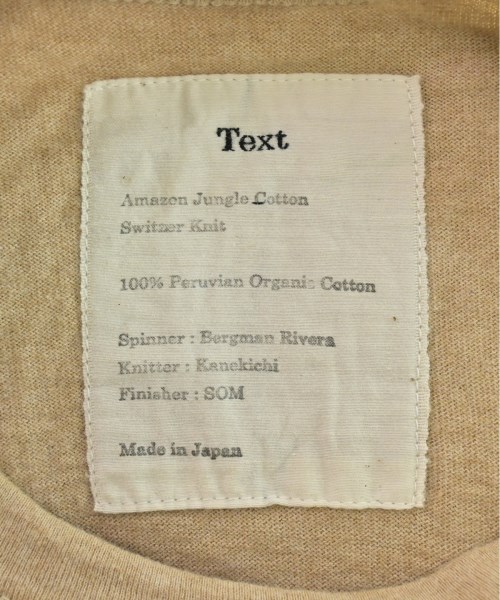 Text
Amazon Jungle Cotton
Switzer Knit
100% Peruvian Organic Cotton
Spinner : Bergman Rivera
Knitter : Kanekichi
Finisher : SOM
Made in Japan